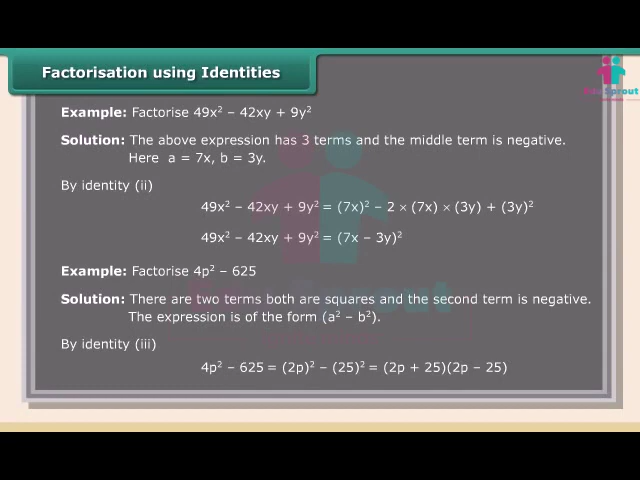 Factorisation using Identities
Example: Factorise 49x² – 42xy + 9y²
Solution: The above expression has 3 terms and the middle term is negative.
Here a = 7x, b = 3y.
By identity (ii)
49x² – 42xy + 9y² = (7x)² – 2 × (7x) × (3y) + (3y)²
49x² – 42xy + 9y² = (7x – 3y)²
Example: Factorise 4p² – 625
Solution: There are two terms both are squares and the second term is negative.
The expression is of the form (a² – b²).
By identity (iii)
4p² – 625 = (2p)² – (25)² = (2p + 25)(2p – 25)